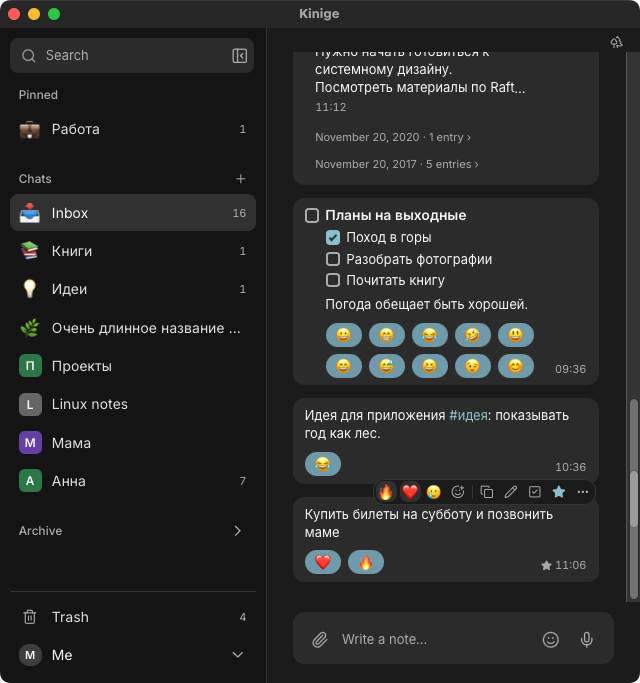 Kinige
Search
Pinned
Работа 1
Chats
Inbox 16
Книги 1
Идеи 1
Очень длинное название ...
П Проекты
L Linux notes
М Мама
А Анна 7
Archive
Trash 4
M Me
Нужно начать готовиться к
системному дизайну.
Посмотреть материалы по Raft...
11:12
November 20, 2020 · 1 entry ›
November 20, 2017 · 5 entries ›
Планы на выходные
Поход в горы
Разобрать фотографии
Почитать книгу
Погода обещает быть хорошей.
09:36
Идея для приложения #идея: показывать
год как лес.
10:36
Купить билеты на субботу и позвонить
маме
11:06
Write a note...